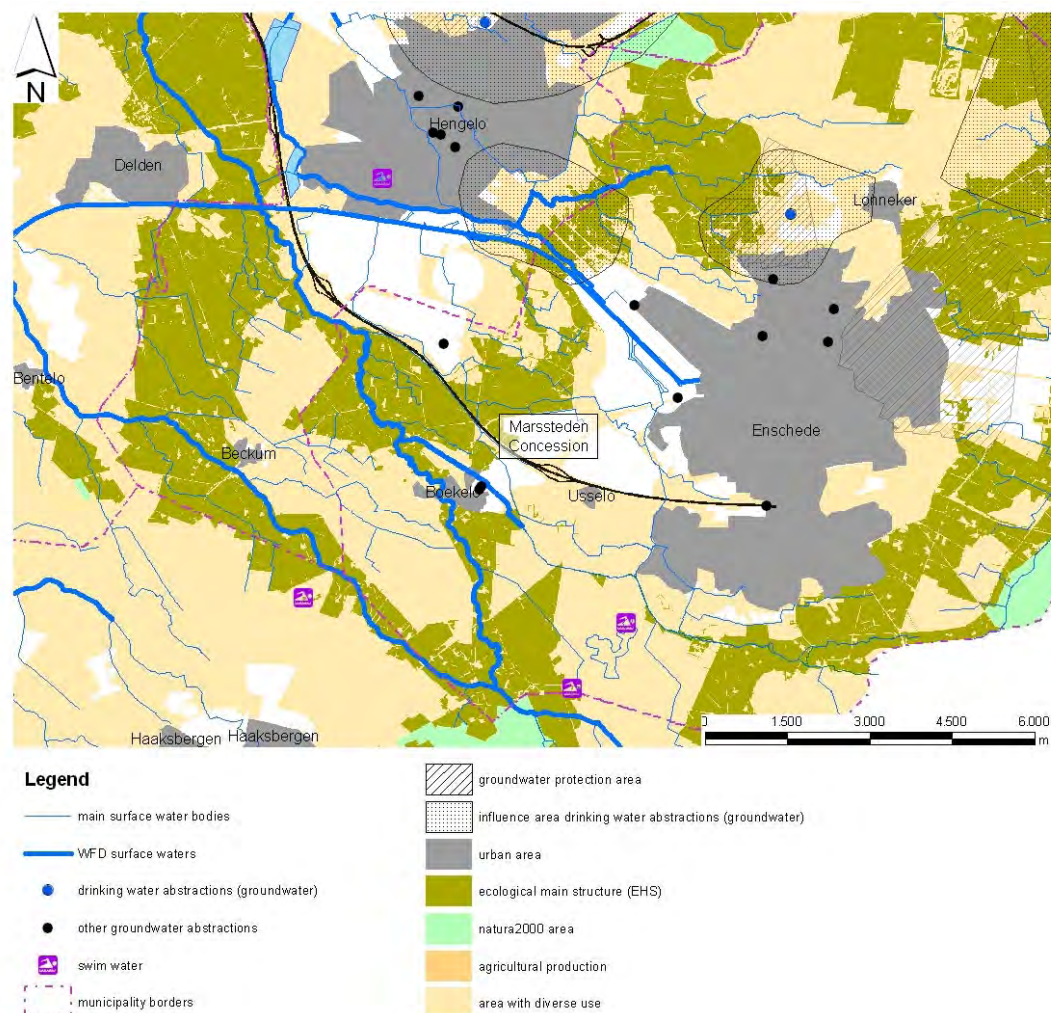 N
Delden
Hengelo
Lonneker
Bentelo
Beckum
Boekelo
Marssteden
Concession
Usselo
Enschede
Haaksbergen
Haaksbergen
0 1.500 3.000 4.500 6.000
m
Legend
main surface water bodies
WFD surface waters
drinking water abstractions (groundwater)
other groundwater abstractions
swim water
municipality borders
groundwater protection area
influence area drinking water abstractions (groundwater)
urban area
ecological main structure (EHS)
natura2000 area
agricultural production
area with diverse use